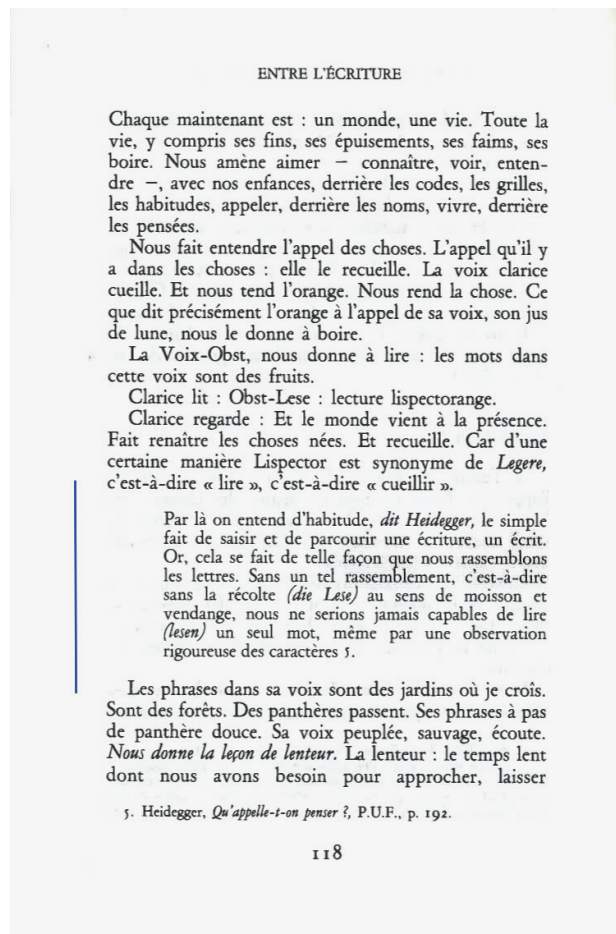 ENTRE L'ÉCRITURE
Chaque maintenant est : un monde, une vie. Toute la
vie, y compris ses fins, ses épuisements, ses faims, ses
boire. Nous amène aimer — connaître, voir, enten-
dre —, avec nos enfances, derrière les codes, les grilles,
les habitudes, appeler, derrière les noms, vivre, derrière
les pensées.
Nous fait entendre l'appel des choses. L'appel qu'il y
a dans les choses : elle le recueille. La voix clarice
cueille. Et nous tend l'orange. Nous rend la chose. Ce
que dit précisément l'orange à l'appel de sa voix, son jus
de lune, nous le donne à boire.
La Voix-Obst, nous donne à lire : les mots dans
cette voix sont des fruits.
Clarice lit : Obst-Lese : lecture lispectorange.
Clarice regarde : Et le monde vient à la présence.
Fait renaître les choses nées. Et recueille. Car d'une
certaine manière Lispector est synonyme de Legere,
c'est-à-dire « lire », c'est-à-dire « cueillir ».
Par là on entend d'habitude, dit Heidegger, le simple
fait de saisir et de parcourir une écriture, un écrit.
Or, cela se fait de telle façon que nous rassemblons
les lettres. Sans un tel rassemblement, c'est-à-dire
sans la récolte (die Lese) au sens de moisson et
vendange, nous ne serions jamais capables de lire
(lesen) un seul mot, même par une observation
rigoureuse des caractères 5.
Les phrases dans sa voix sont des jardins où je croîs.
Sont des forêts. Des panthères passent. Ses phrases à pas
de panthère douce. Sa voix peuplée, sauvage, écoute.
Nous donne la leçon de lenteur. La lenteur : le temps lent
dont nous avons besoin pour approcher, laisser
5. Heidegger, Qu'appelle-t-on penser ?, P.U.F., p. 192.
118